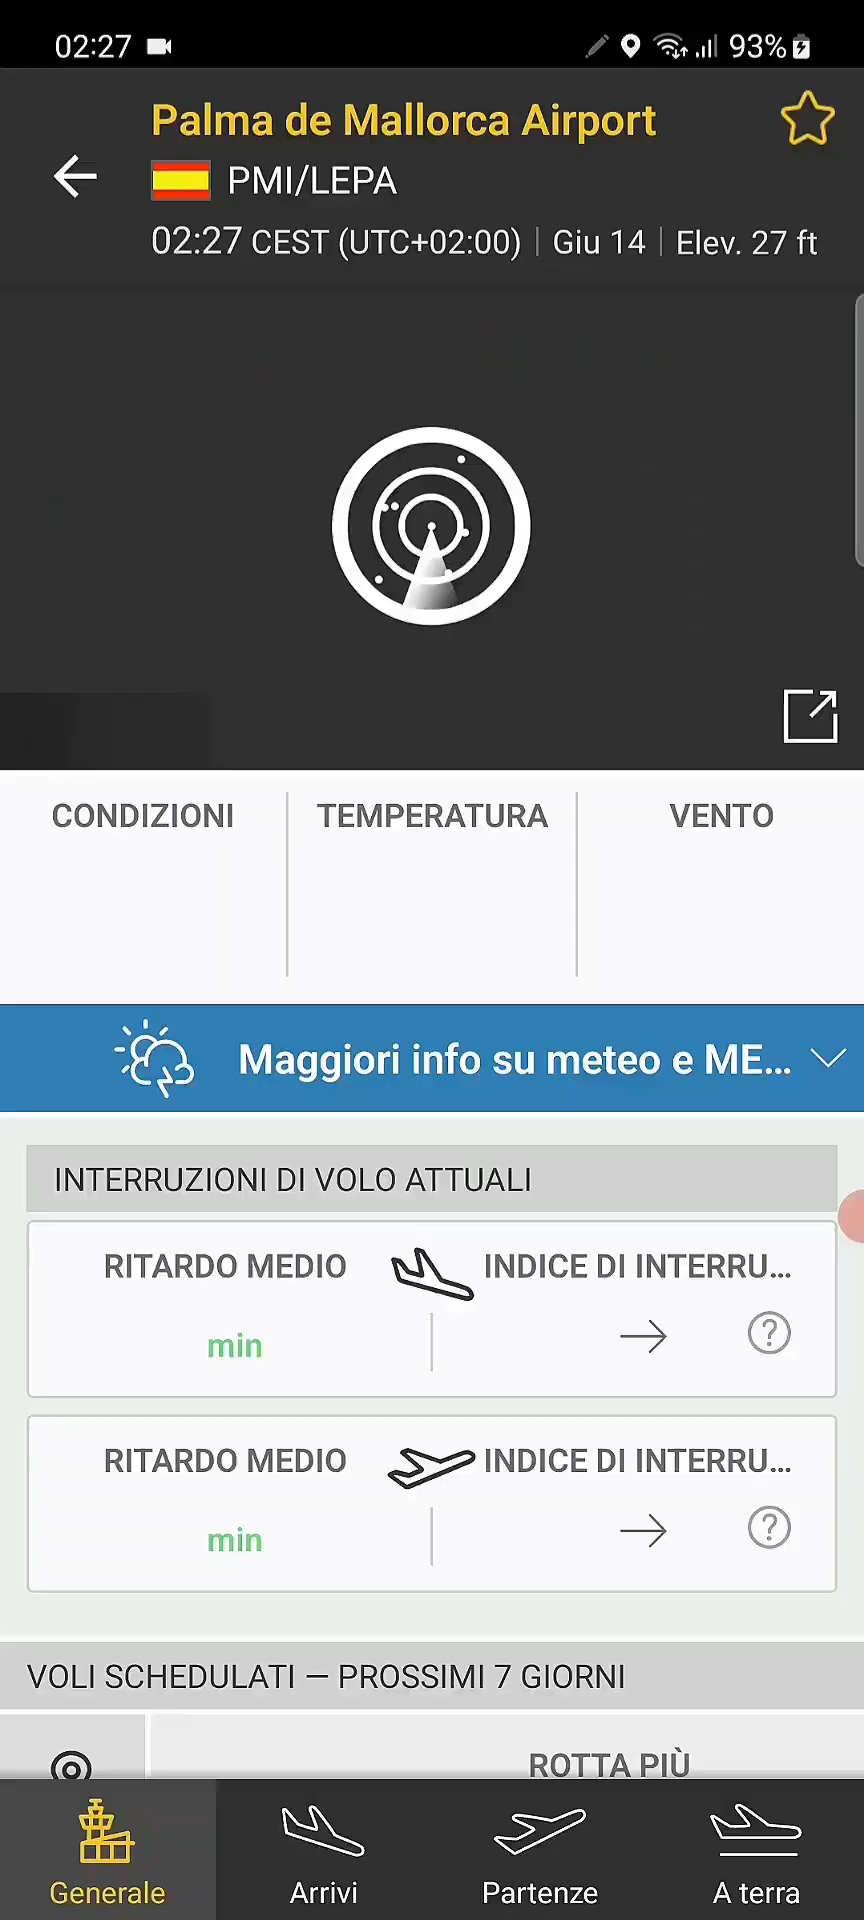 02:27
93%
Palma de Mallorca Airport
PMI/LEPA
02:27 CEST (UTC+02:00) | Giu 14 | Elev. 27 ft
CONDIZIONI
TEMPERATURA
VENTO
Maggiori info su meteo e ME...
INTERRUZIONI DI VOLO ATTUALI
RITARDO MEDIO
INDICE DI INTERRU...
min
RITARDO MEDIO
INDICE DI INTERRU...
min
VOLI SCHEDULATI — PROSSIMI 7 GIORNI
ROTTA PIÙ
Generale
Arrivi
Partenze
A terra